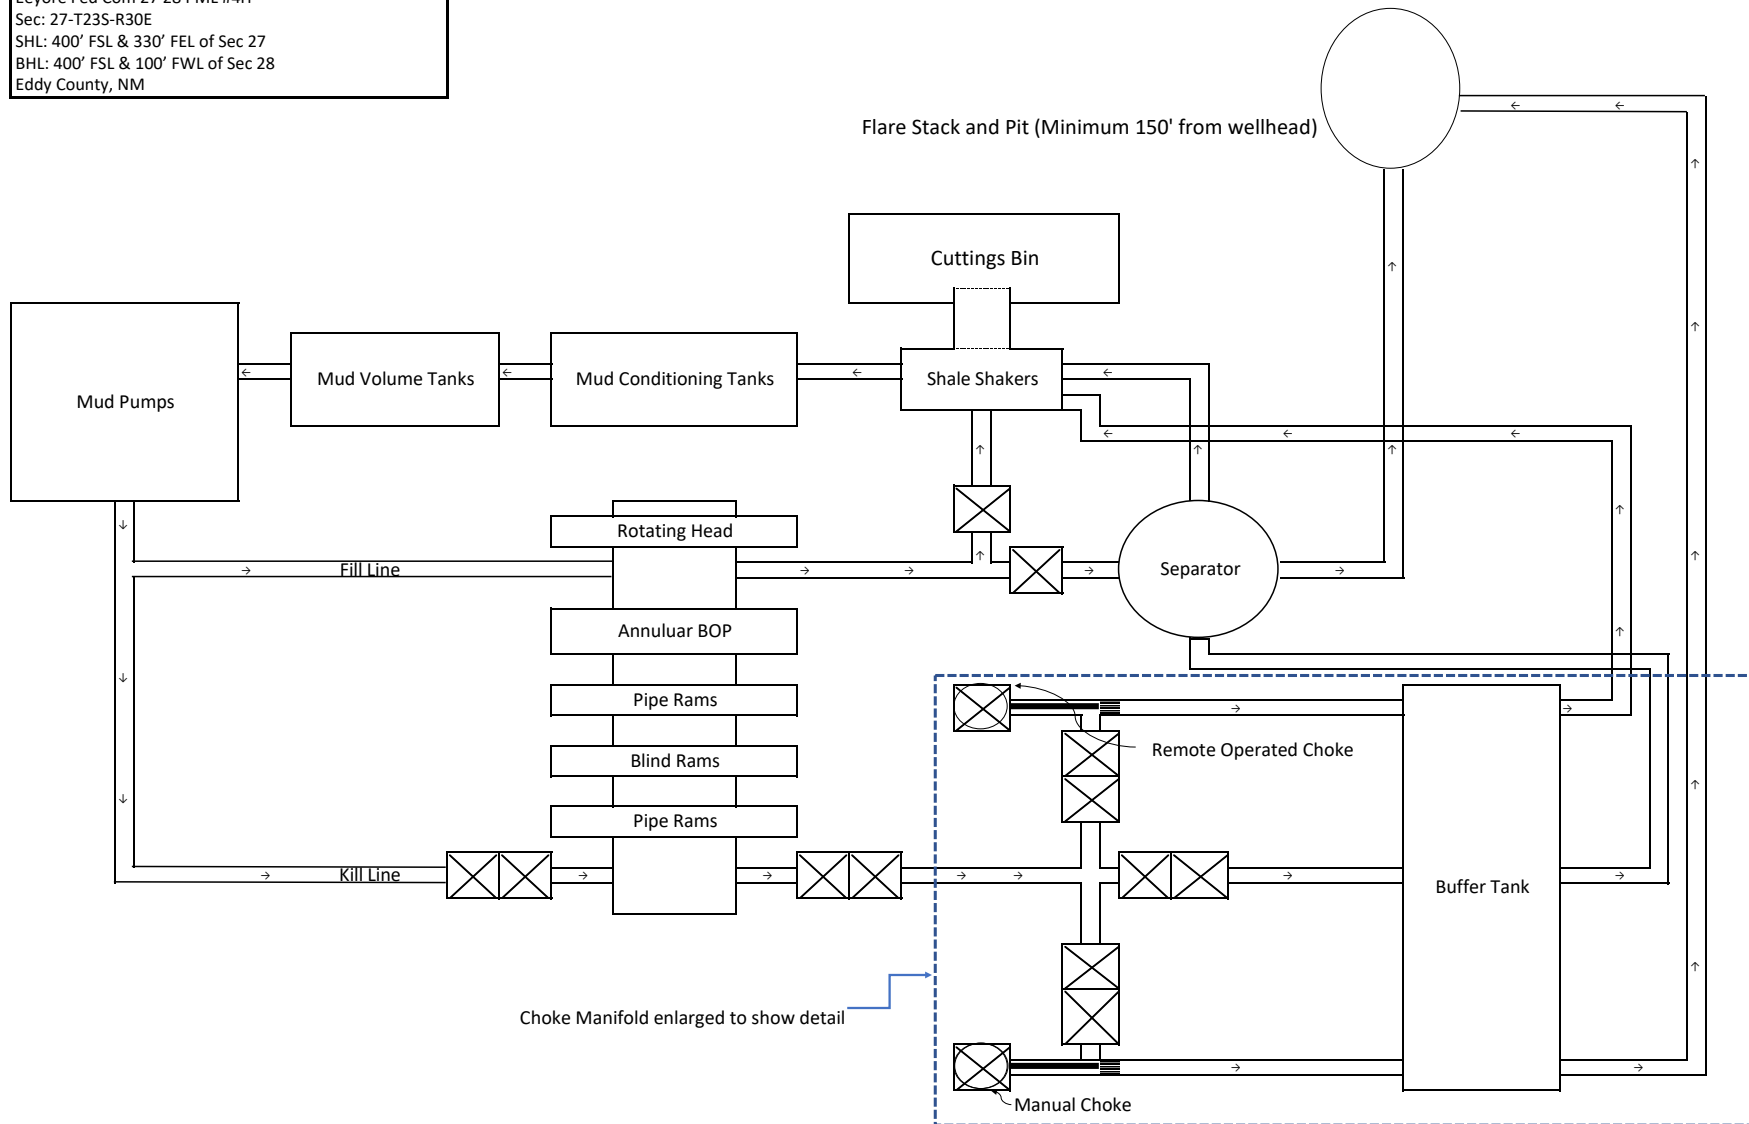 Sec: 27-T23S-R30E
SHL: 400’ FSL & 330’ FEL of Sec 27
BHL: 400’ FSL & 100’ FWL of Sec 28
Eddy County, NM
Flare Stack and Pit (Minimum 150' from wellhead)
Cuttings Bin
Mud Pumps
Mud Volume Tanks
Mud Conditioning Tanks
Shale Shakers
Rotating Head
Fill Line
Separator
Annuluar BOP
Pipe Rams
Remote Operated Choke
Blind Rams
Pipe Rams
Kill Line
Buffer Tank
Choke Manifold enlarged to show detail
Manual Choke